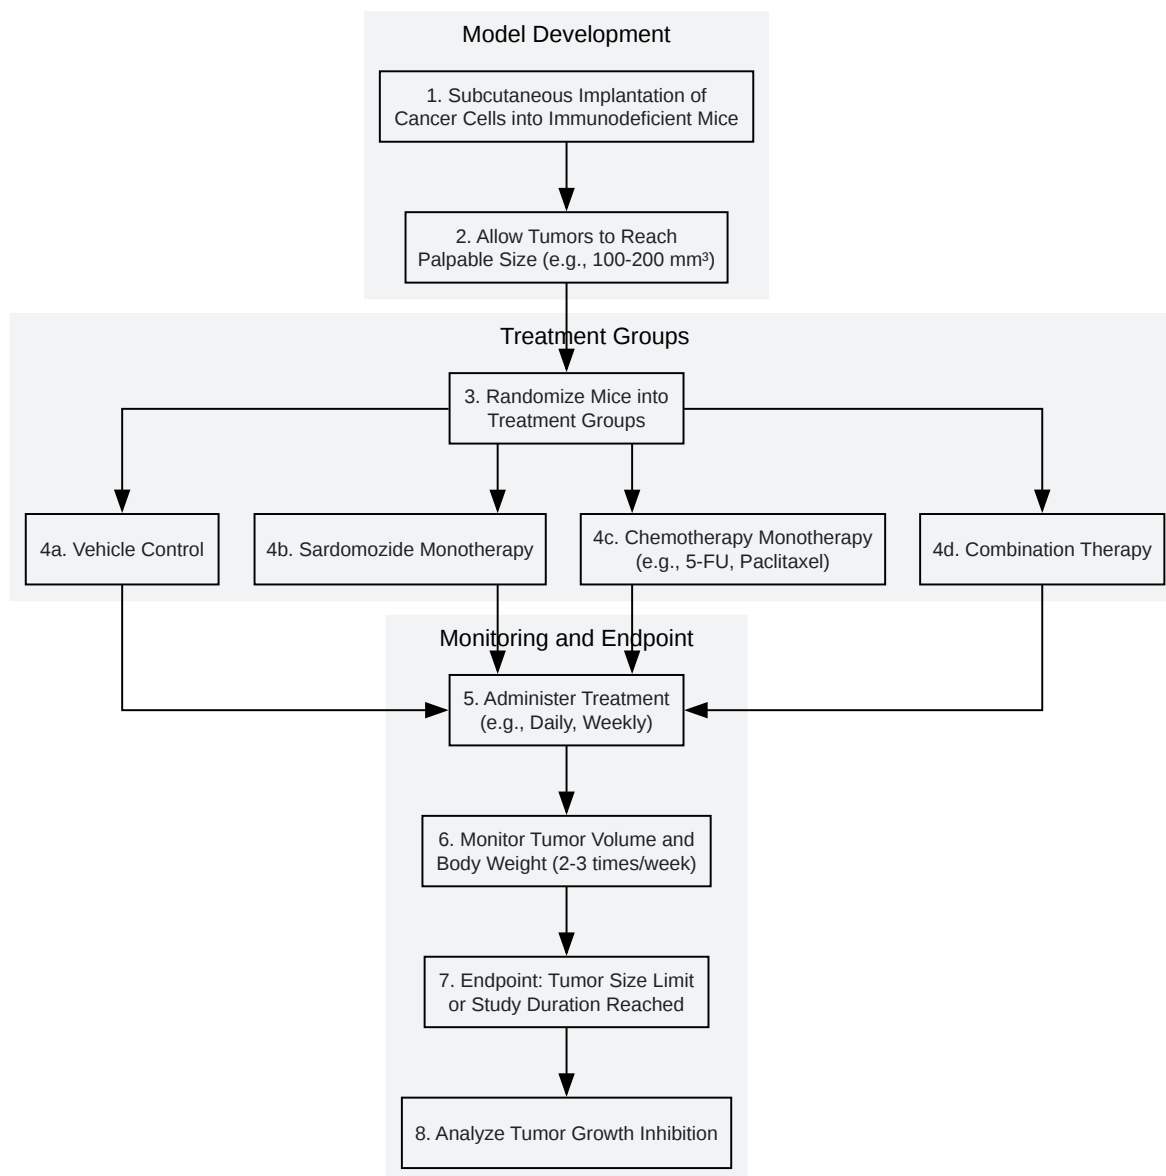 Model Development
1. Subcutaneous Implantation of
Cancer Cells into Immunodeficient Mice
2. Allow Tumors to Reach
Palpable Size (e.g., 100-200 mm³)
Treatment Groups
3. Randomize Mice into
Treatment Groups
4a. Vehicle Control
4b. Sardomozide Monotherapy
4c. Chemotherapy Monotherapy
(e.g., 5-FU, Paclitaxel)
4d. Combination Therapy
Monitoring and Endpoint
5. Administer Treatment
(e.g., Daily, Weekly)
6. Monitor Tumor Volume and
Body Weight (2-3 times/week)
7. Endpoint: Tumor Size Limit
or Study Duration Reached
8. Analyze Tumor Growth Inhibition